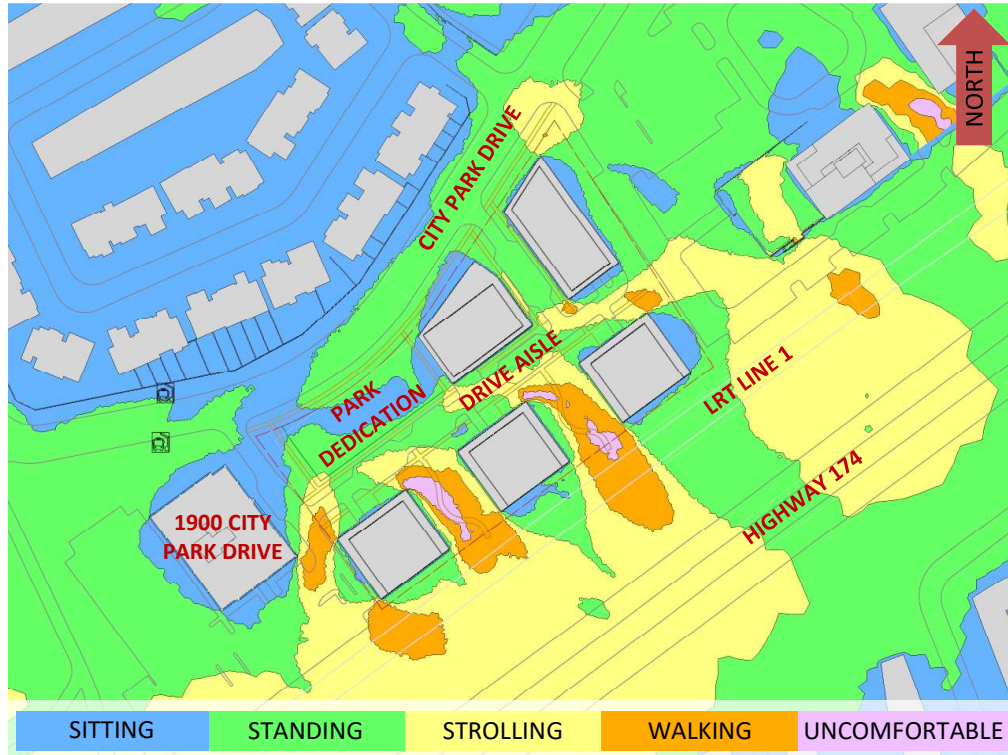 NORTH
CITY PARK DRIVE
DRIVE AISLE
PARK
DEDICATION
LRT LINE 1
HIGHWAY 174
1900 CITY
PARK DRIVE
SITTING
STANDING
STROLLING
WALKING
UNCOMFORTABLE